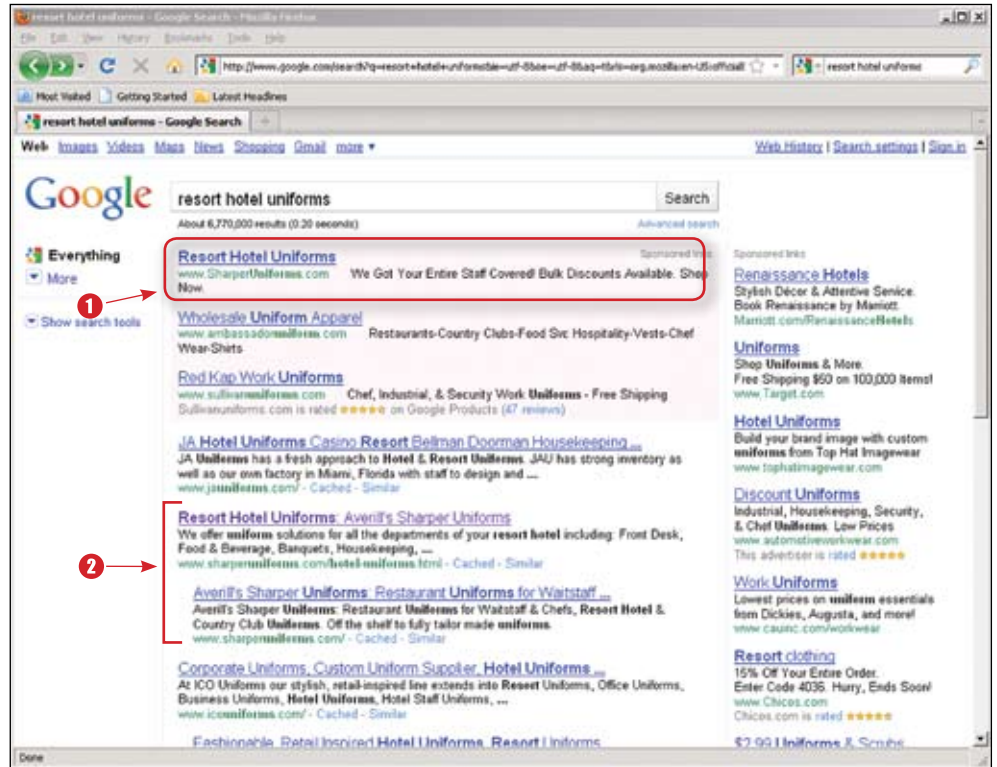 resort hotel uniforms - Google Search - Mozilla Firefox
File Edit View History Bookmarks Tools Help
resort hotel uniforms
Most Visited Getting Started Latest Headlines
resort hotel uniforms - Google Search
Web Images Videos Maps News Shopping Gmail more ▾
Web History | Search settings | Sign in
Google
resort hotel uniforms
Search
About 6,770,000 results (0.20 seconds)
Advanced search
Everything
More
Show search tools
1
Resort Hotel Uniforms
Sponsored links
www.SharperUniforms.com We Got Your Entire Staff Covered! Bulk Discounts Available. Shop
Now.
Wholesale Uniform Apparel
www.ambassadoruniform.com Restaurants-Country Clubs-Food Svc Hospitality-Vests-Chef
Wear-Shirts
Red Kap Work Uniforms
www.sullivanuniforms.com Chef, Industrial, & Security Work Uniforms - Free Shipping
Sullivanuniforms.com is rated ★★★★★ on Google Products (47 reviews)
JA Hotel Uniforms Casino Resort Bellman Doorman Housekeeping ...
JA Uniforms has a fresh approach to Hotel & Resort Uniforms. JAU has strong inventory as
well as our own factory in Miami, Florida with staff to design and ....
www.jauniforms.com/ - Cached - Similar
2
Resort Hotel Uniforms: Averill's Sharper Uniforms
We offer uniform solutions for all the departments of your resort hotel including: Front Desk,
Food & Beverage, Banquets, Housekeeping, ....
www.sharperuniforms.com/hotel-uniforms.html - Cached - Similar
Averill's Sharper Uniforms: Restaurant Uniforms for Waitstaff ...
Averill's Sharper Uniforms: Restaurant Uniforms for Waitstaff & Chefs, Resort Hotel &
Country Club Uniforms. Off the shelf to fully tailor made uniforms.
www.sharperuniforms.com/ - Cached - Similar
Corporate Uniforms, Custom Uniform Supplier, Hotel Uniforms ...
At ICO Uniforms our stylish, retail-inspired line extends into Resort Uniforms, Office Uniforms,
Business Uniforms, Hotel Uniforms, Hotel Staff Uniforms, ...
www.icouniforms.com/ - Cached - Similar
Fashionable, Retail Inspired Hotel Uniforms, Resort Uniforms
Sponsored links
Renaissance Hotels
Stylish Décor & Attentive Service.
Book Renaissance by Marriott.
Marriott.com/RenaissanceHotels
Uniforms
Shop Uniforms & More.
Free Shipping $50 on 100,000 Items!
www.Target.com
Hotel Uniforms
Build your brand image with custom
uniforms from Top Hat Imagewear
www.tophatimagewear.com
Discount Uniforms
Industrial, Housekeeping, Security,
& Chef Uniforms. Low Prices
www.automotiveworkwear.com
This advertiser is rated ★★★★★
Work Uniforms
Lowest prices on uniform essentials
from Dickies, Augusta, and more!
www.cauinc.com/workwear
Resort clothing
15% Off Your Entire Order.
Enter Code 4036. Hurry, Ends Soon!
www.Chicos.com
Chicos.com is rated ★★★★★
$7.99 Uniforms & Scrubs
Done